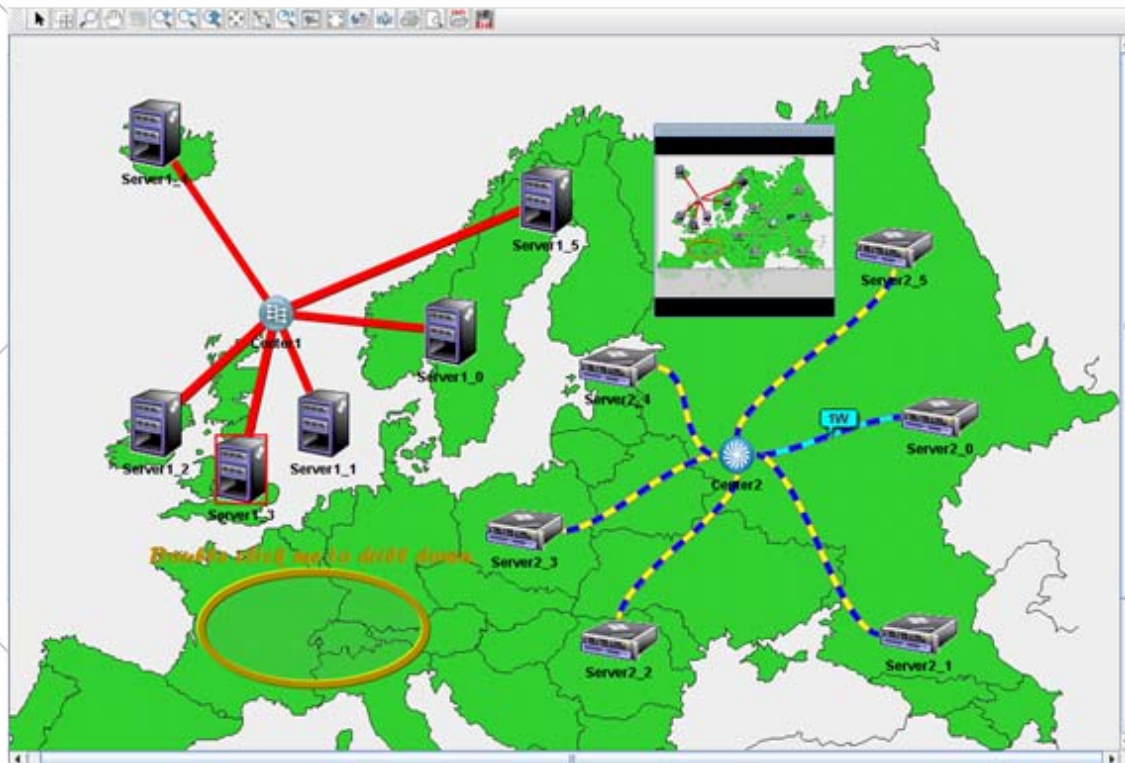 Server1_4
Server1_5
Server2_5
Center1
Server1_0
Server2_4
1W
Server2_0
Server1_2
Server1_1
Center2
Server1_3
Double click me to drill down.
Server2_3
Server2_2
Server2_1